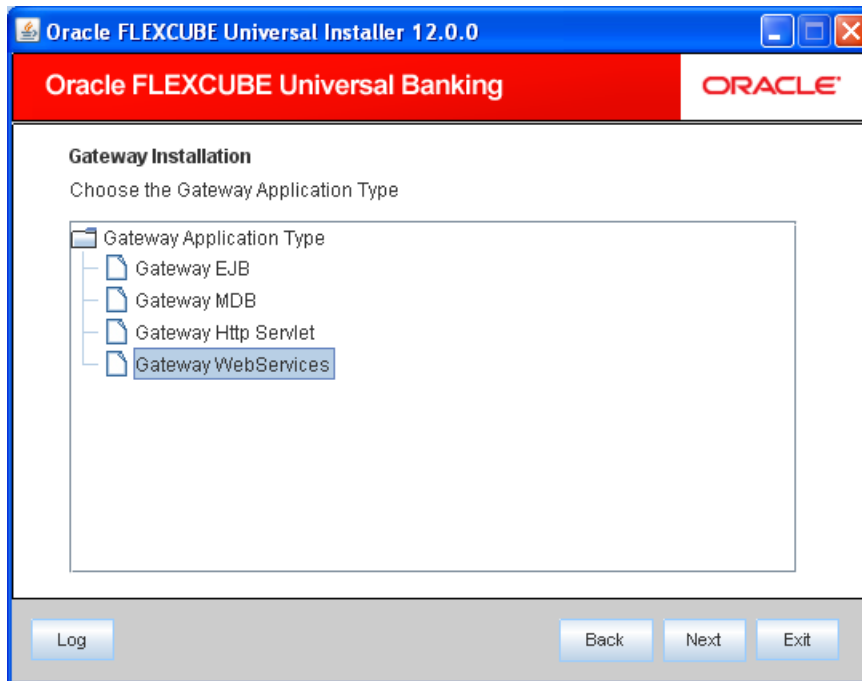 Oracle FLEXCUBE Universal Installer 12.0.0
Oracle FLEXCUBE Universal Banking
ORACLE
Gateway Installation
Choose the Gateway Application Type
Gateway Application Type
Gateway EJB
Gateway MDB
Gateway Http Servlet
Gateway WebServices
Log
Back
Next
Exit